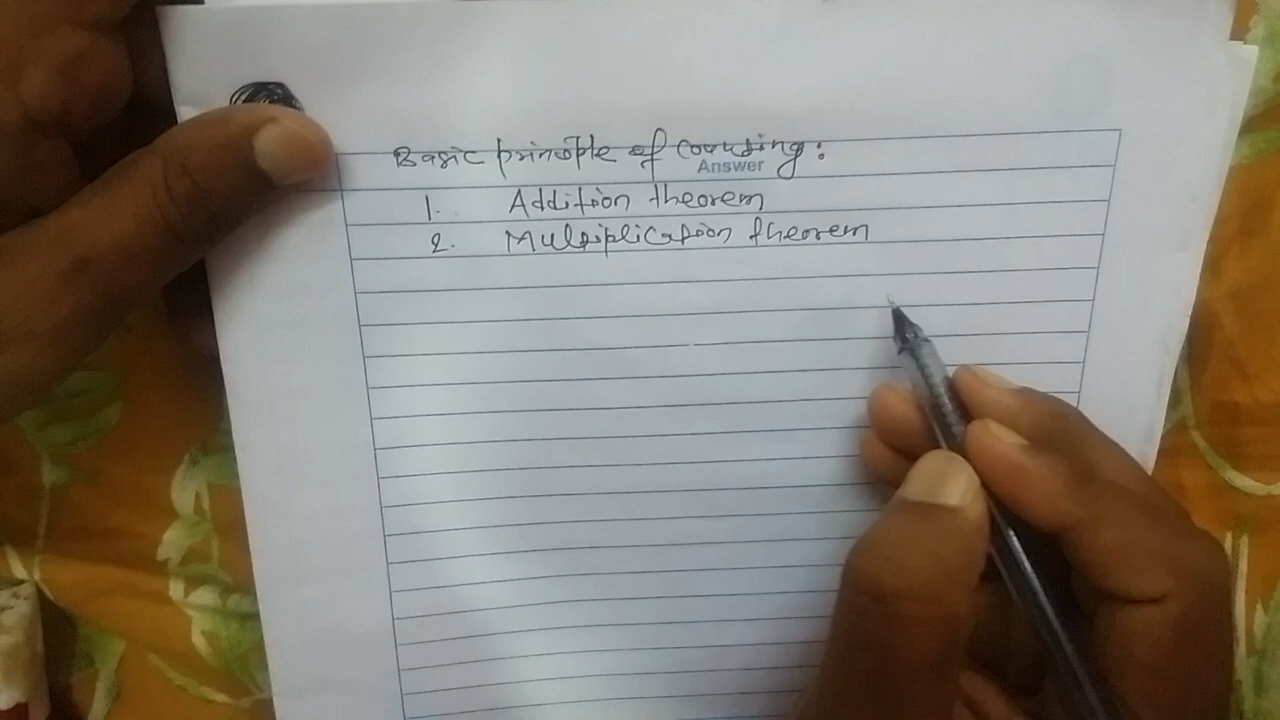 Basic principle of counting:
Answer
1. Addition theorem
2. Multiplication theorem